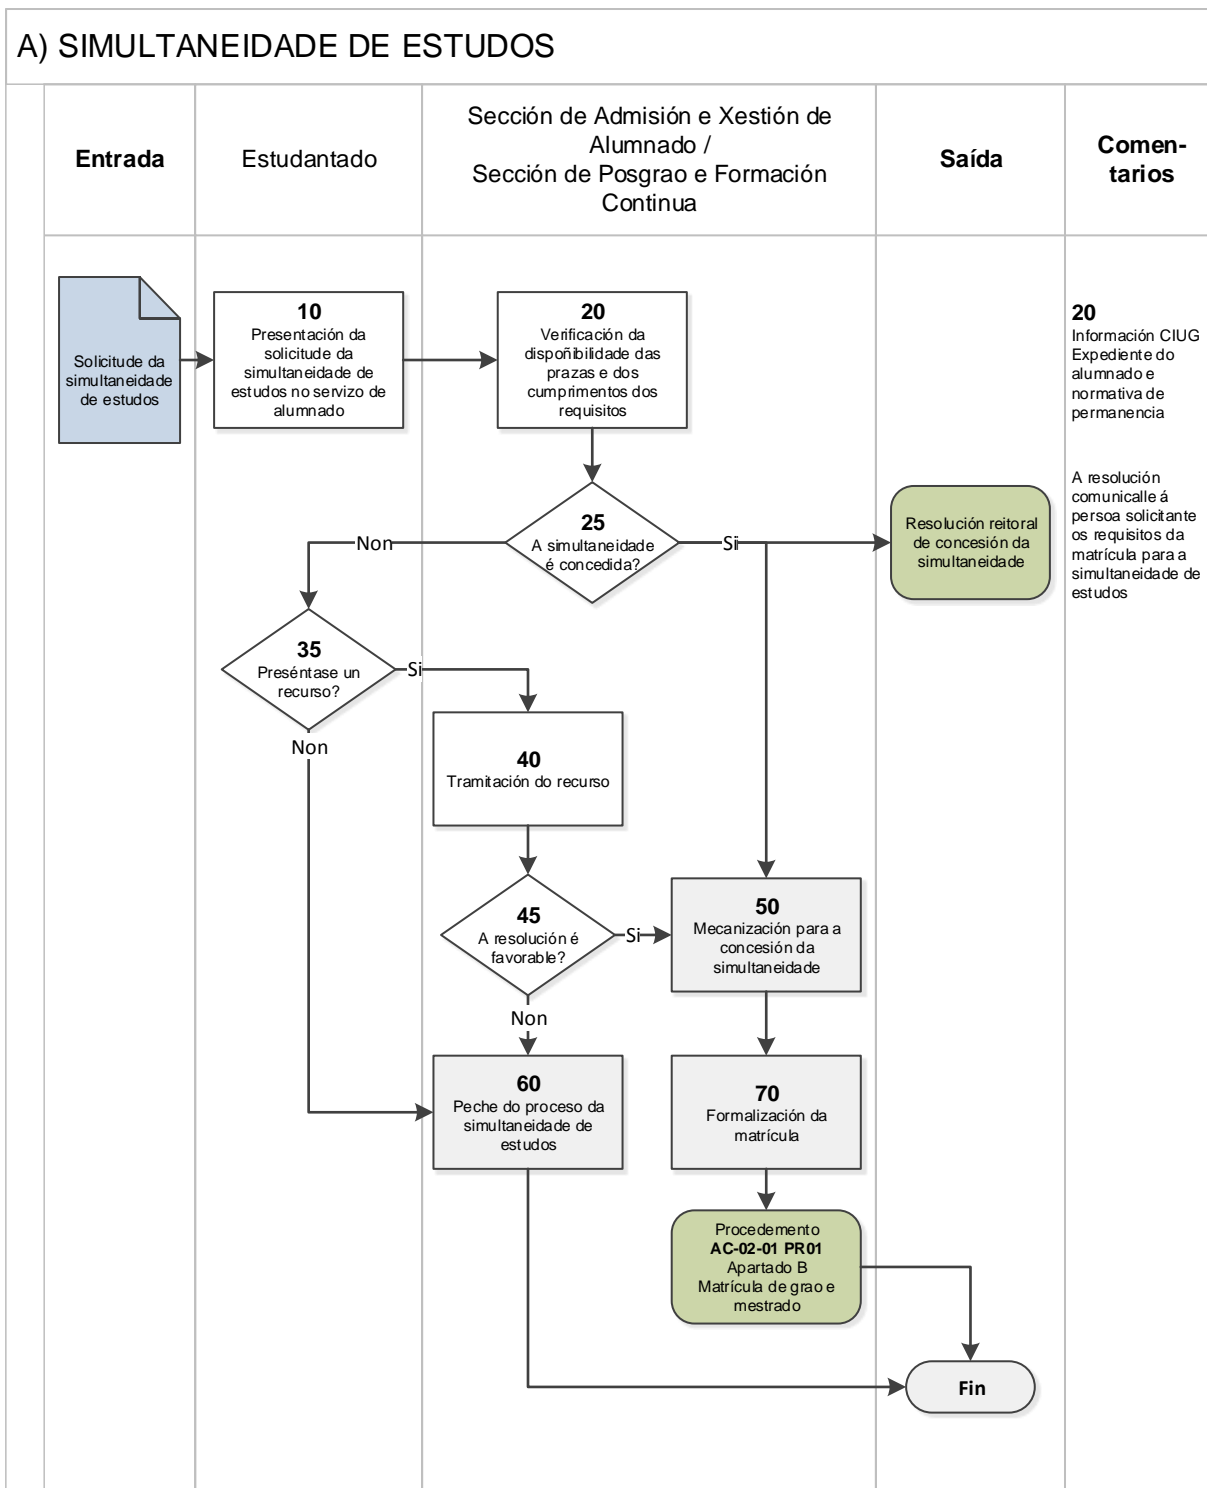 A) SIMULTANEIDADE DE ESTUDOS
Entrada
Estudantado
Sección de Admisión e Xestión de
Alumnado /
Sección de Posgrao e Formación
Continua
Saída
Comen-
tarios
Solicitude da
simultaneidade
de estudos
10
Presentación da
solicitude da
simultaneidade de
estudos no servizo de
alumnado
20
Verificación da
dispoñibilidade das
prazas e dos
cumprimentos dos
requisitos
20
Información CIUG
Expediente do
alumnado e
normativa de
permanencia
25
A simultaneidade
é concedida?
Non
Si
Resolución reitoral
de concesión da
simultaneidade
A resolución
comunicalle á
persoa solicitante
os requisitos da
matrícula para a
simultaneidade de
estudos
35
Preséntase un
recurso?
Si
Non
40
Tramitación do recurso
45
A resolución é
favorable?
Si
Non
50
Mecanización para a
concesión da
simultaneidade
60
Peche do proceso da
simultaneidade de
estudos
70
Formalización da
matrícula
Procedemento
AC-02-01 PR01
Apartado B
Matrícula de grao e
mestrado
Fin